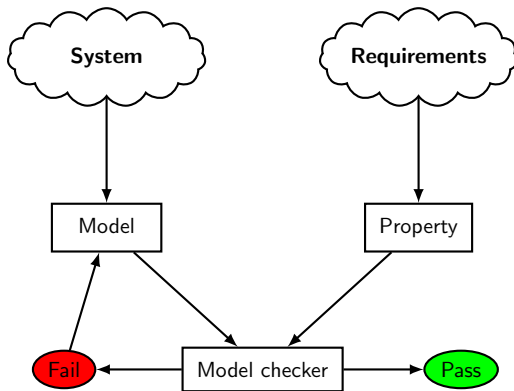 System
Requirements
Model
Property
Fail
Model checker
Pass